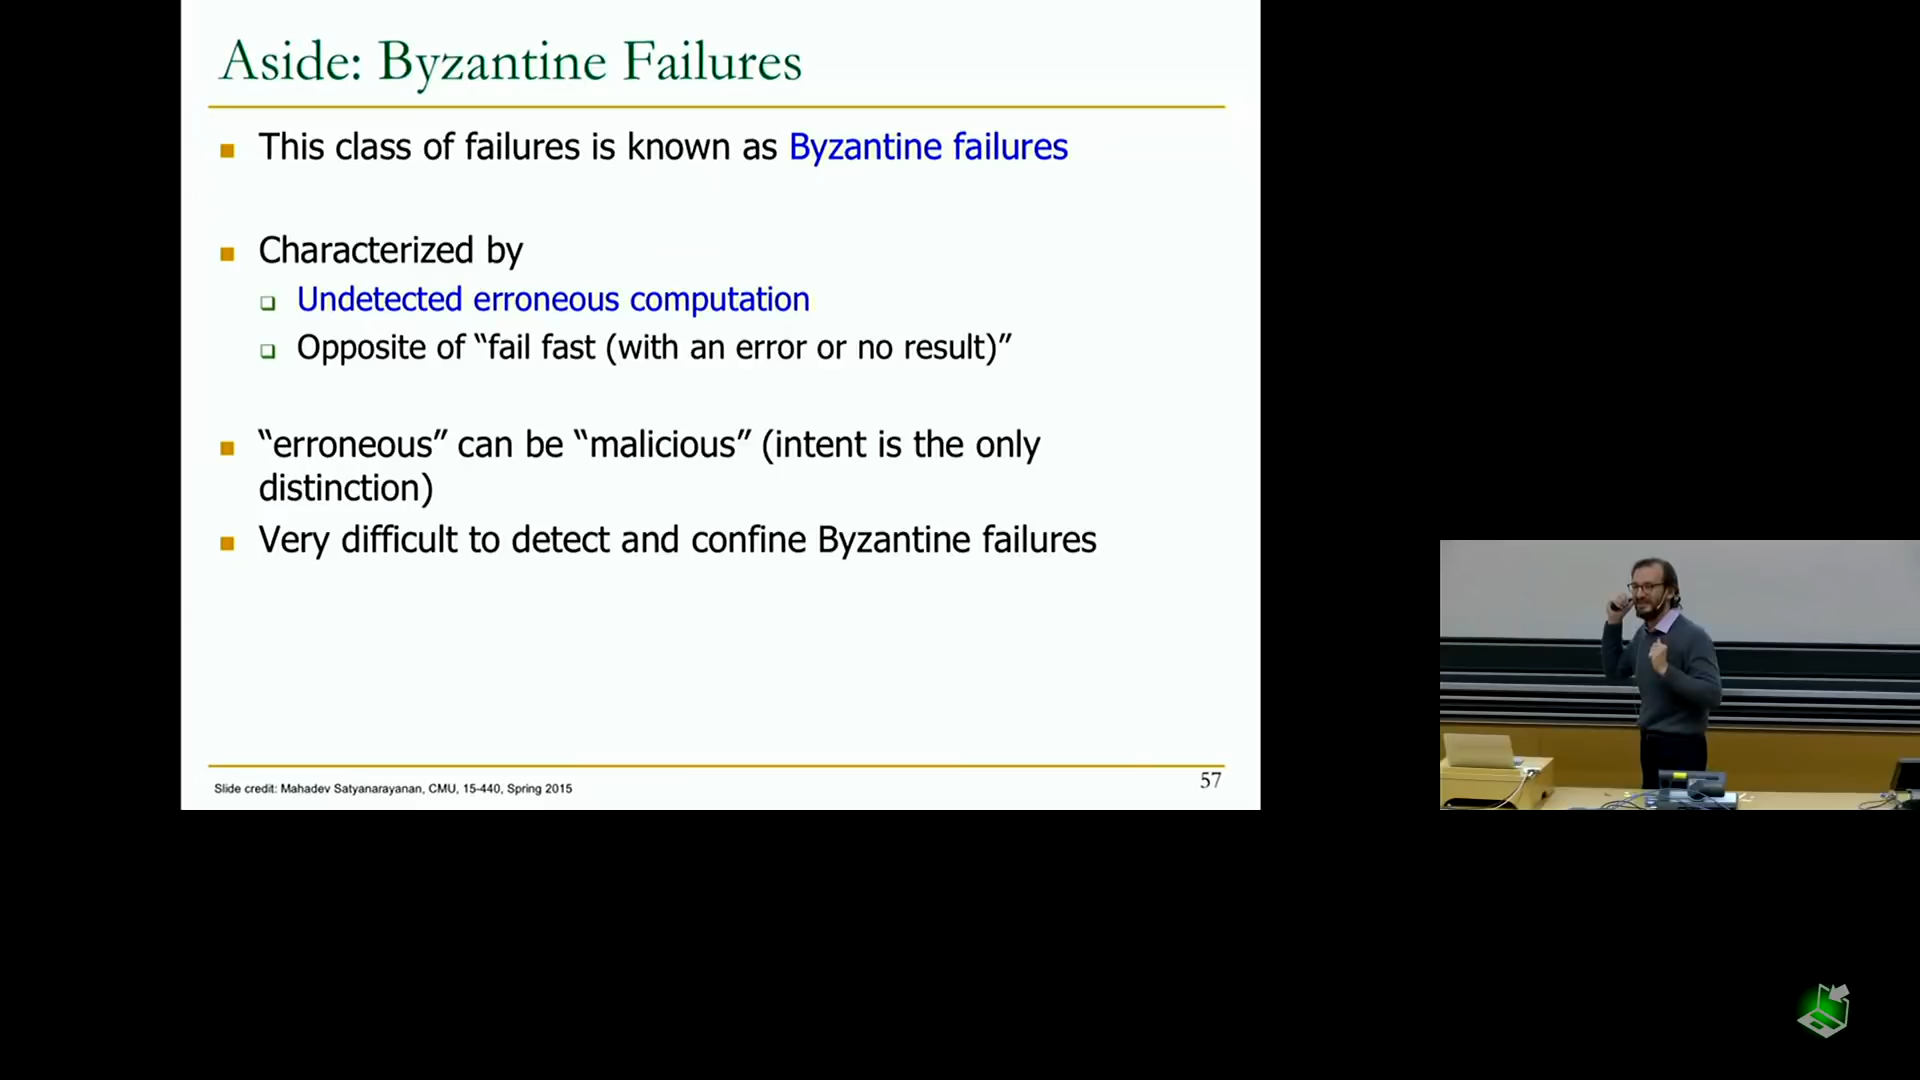 Aside: Byzantine Failures
This class of failures is known as Byzantine failures
Characterized by
Undetected erroneous computation
Opposite of “fail fast (with an error or no result)”
“erroneous” can be “malicious” (intent is the only
distinction)
Very difficult to detect and confine Byzantine failures
Slide credit: Mahadev Satyanarayanan, CMU, 15-440, Spring 2015
57